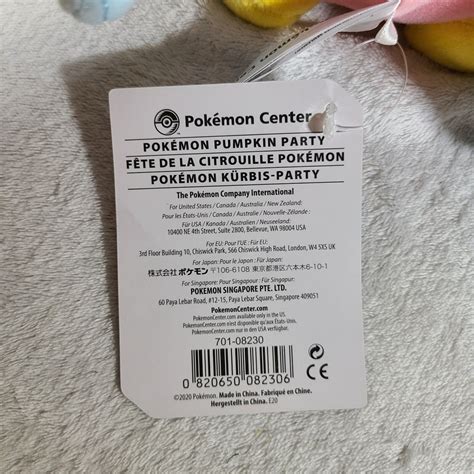 Pokémon Center
POKÉMON PUMPKIN PARTY
FÊTE DE LA CITROUILLE POKÉMON
POKÉMON KÜRBIS-PARTY
The Pokémon Company International
For United States / Canada / Australia / New Zealand:
Pour les États-Unis / Canada / Australie / Nouvelle-Zélande :
Für USA / Kanada / Australien / Neuseeland:
10400 NE 4th Street, Suite 2800, Bellevue, WA 98004 USA
For EU: Pour l'UE : Für EU:
3rd Floor Building 10, Chiswick Park, 566 Chiswick High Road, London, W4 5XS UK
For Japan: Pour le Japon : Für Japan:
株式会社ポケモン 〒106-6108 東京都港区六本木6-10-1
For Singapore: Pour Singapour : Für Singapur:
POKEMON SINGAPORE PTE. LTD.
60 Paya Lebar Road, #12-15, Paya Lebar Square, Singapore 409051
PokemonCenter.com
PokemonCenter.com available only in the US.
PokemonCenter.com n'est disponible qu'aux États-Unis.
PokemonCenter.com nur in den USA verfügbar.
701-08230
0 820650 082306 3
CE
©2020 Pokémon. Made in China. Fabriqué en Chine.
Hergestellt in China. E20